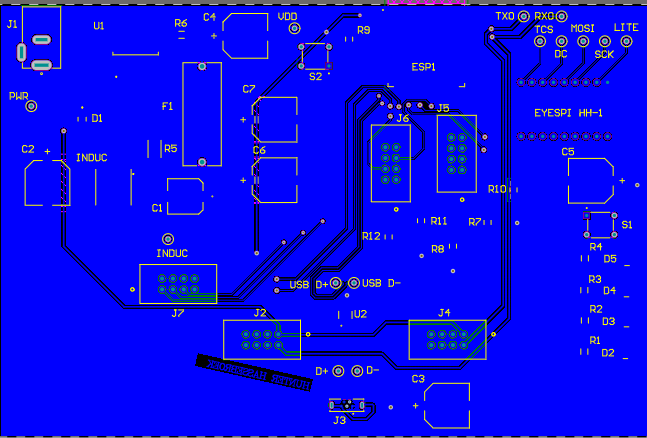 J1
U1
R6
C4
+
VDD
R9
S2
TXO
RXO
TCS
MOSI
LITE
DC
SCK
ESP1
PWR
D1
F1
C7
+
J6
J5
EYESPI HH-1
C2
+
INDUC
R5
C6
+
C1
R10
C5
+
S1
R11
R7
R12
R8
INDUC
R4
D5
USB D+
USB D-
R3
D4
J7
J2
U2
J4
R2
D3
R1
D2
D+
D-
C3
+
J3